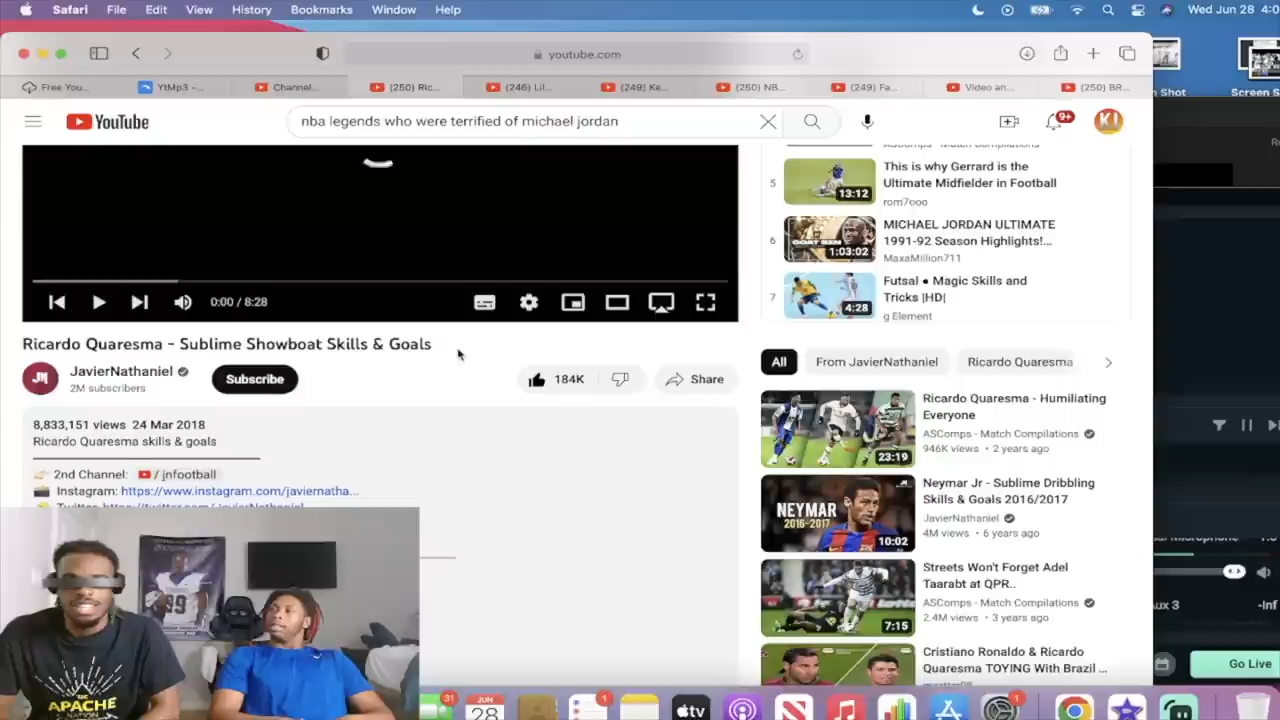 Safari File Edit View History Bookmarks Window Help
Wed Jun 28 4:0
youtube.com
Free You...
YtMp3 -...
Channel...
(250) Ric...
(246) Lil...
(249) Ke...
(250) NB...
(249) Fa...
Video an...
(250) BR...
Shot
Screen S
YouTube
nba legends who were terrified of michael jordan
9+
K!
5
This is why Gerrard is the
Ultimate Midfielder in Football
rom7ooo
13:12
6
MICHAEL JORDAN ULTIMATE
1991-92 Season Highlights!...
MaxaMillion711
1:03:02
7
Futsal ● Magic Skills and
Tricks |HD|
g Element
4:28
0:00 / 8:28
Ricardo Quaresma - Sublime Showboat Skills & Goals
JavierNathaniel
2M subscribers
Subscribe
184K
Share
8,833,151 views 24 Mar 2018
Ricardo Quaresma skills & goals
2nd Channel: / jnfootball
Instagram: https://www.instagram.com/javiernatha...
All
From JavierNathaniel
Ricardo Quaresma
Ricardo Quaresma - Humiliating
Everyone
ASComps - Match Compilations
946K views • 2 years ago
23:19
Neymar Jr - Sublime Dribbling
Skills & Goals 2016/2017
JavierNathaniel
4M views • 6 years ago
NEYMAR
2016-2017
10:02
Streets Won't Forget Adel
Taarabt at QPR..
ASComps - Match Compilations
2.4M views • 3 years ago
7:15
Cristiano Ronaldo & Ricardo
Quaresma TOYING With Brazil ...
-Inf
Go Live
99
THE
APACHE
31
JUN
28
1
tv
1